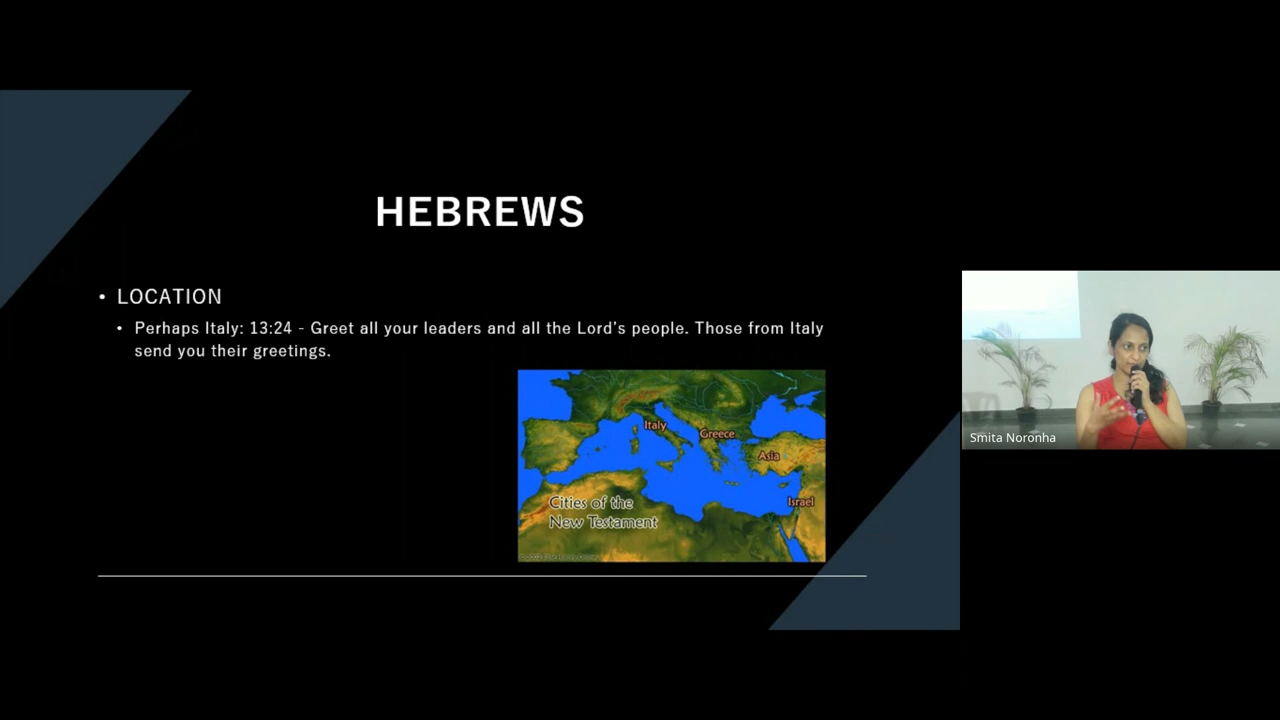 HEBREWS
• LOCATION
• Perhaps Italy: 13:24 - Greet all your leaders and all the Lord's people. Those from Italy
send you their greetings.
Italy
Greece
Asia
Israel
Cities of the
New Testament
Smita Noronha